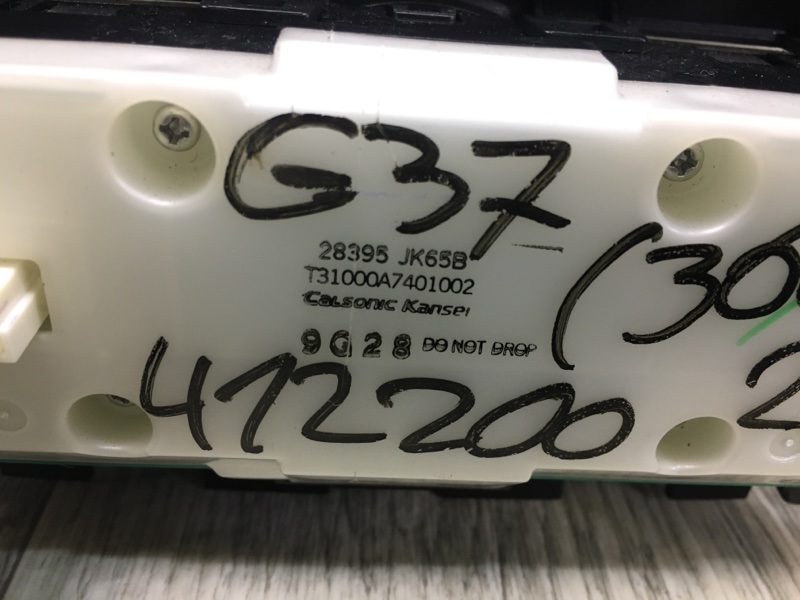 G37
28395 JK65B
T31000A7401002
Calsonic Kansei
9G28 DO NOT DROP
412200